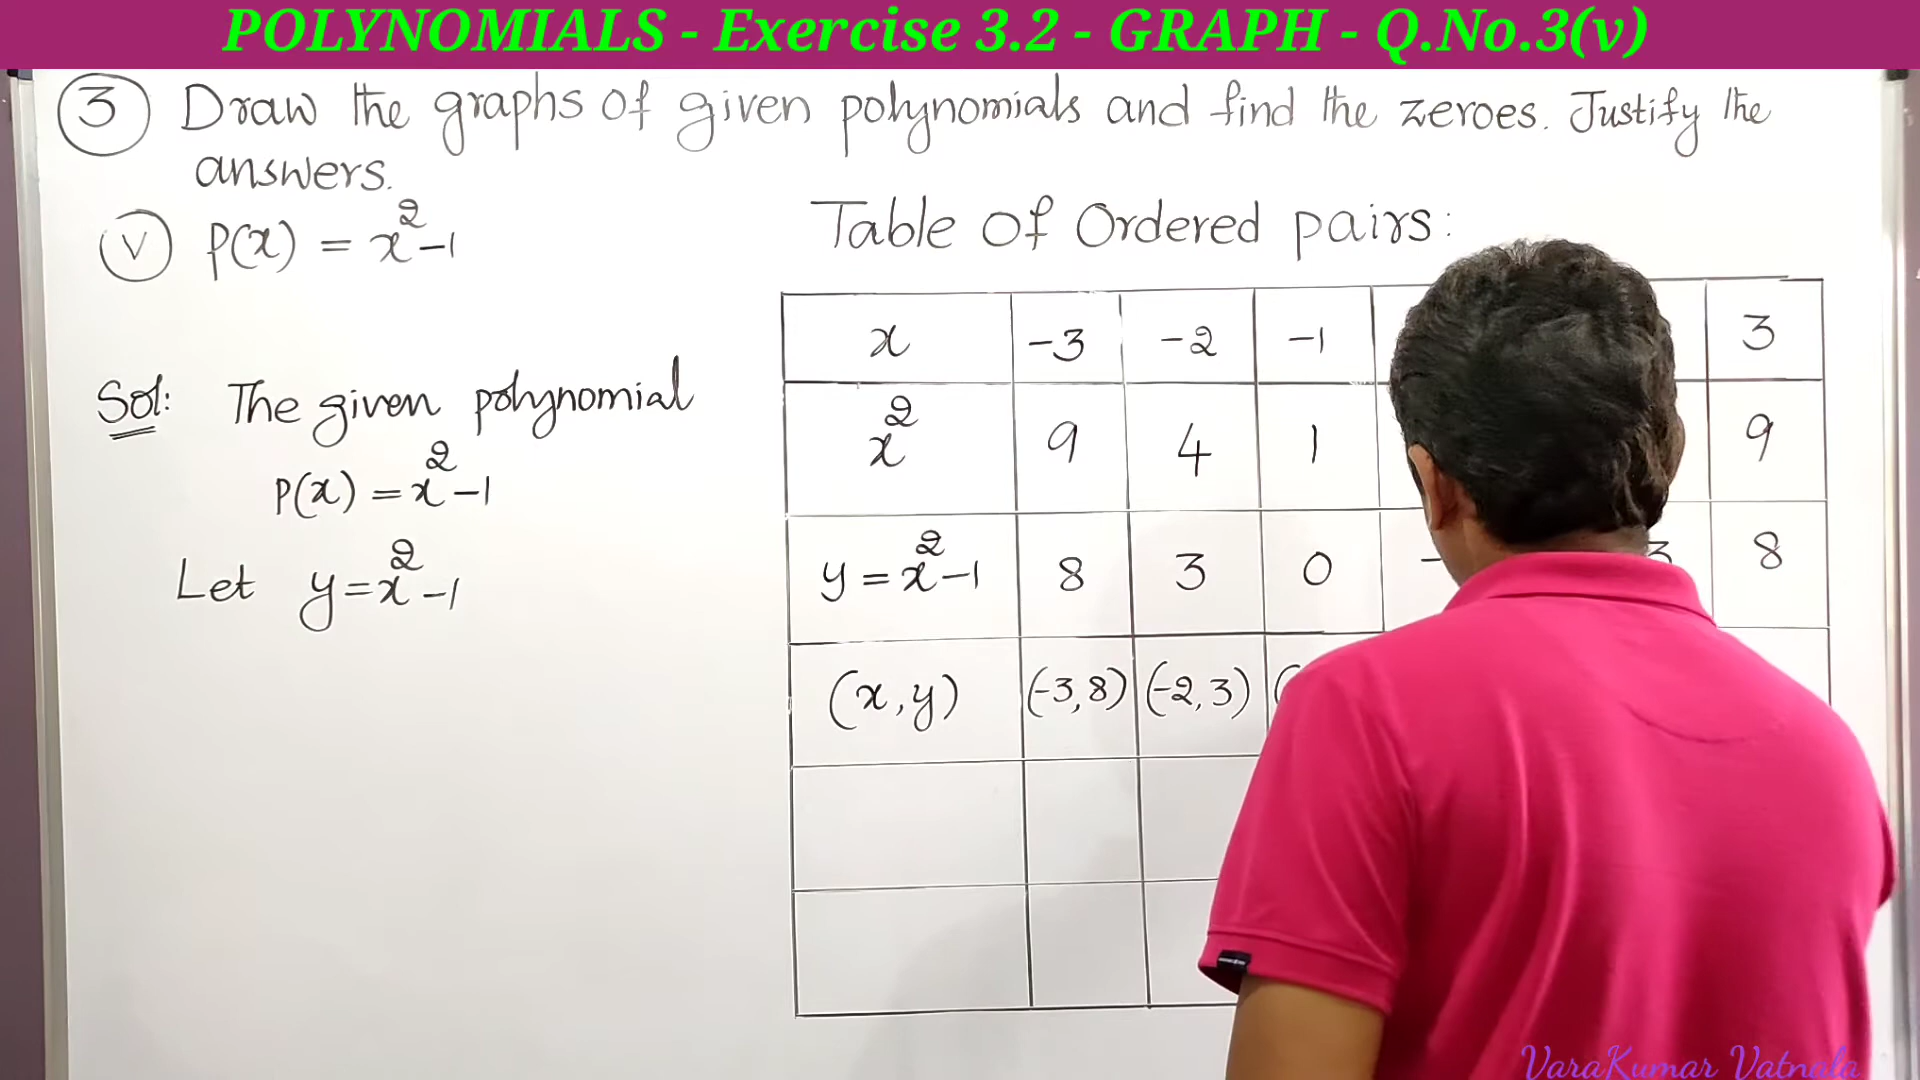 POLYNOMIALS - Exercise 3.2 - GRAPH - Q.No.3(v)
3 Draw the graphs of given polynomials and find the zeroes. Justify the
answers.
v P(x) = x²-1
Table of Ordered pairs:
x -3 -2 -1 3
x² 9 4 1 9
y = x²-1 8 3 0 - 3 8
(x,y) (-3,8) (-2,3) (
Sol: The given polynomial
P(x) = x²-1
Let y = x²-1
VaraKumar Vatnala